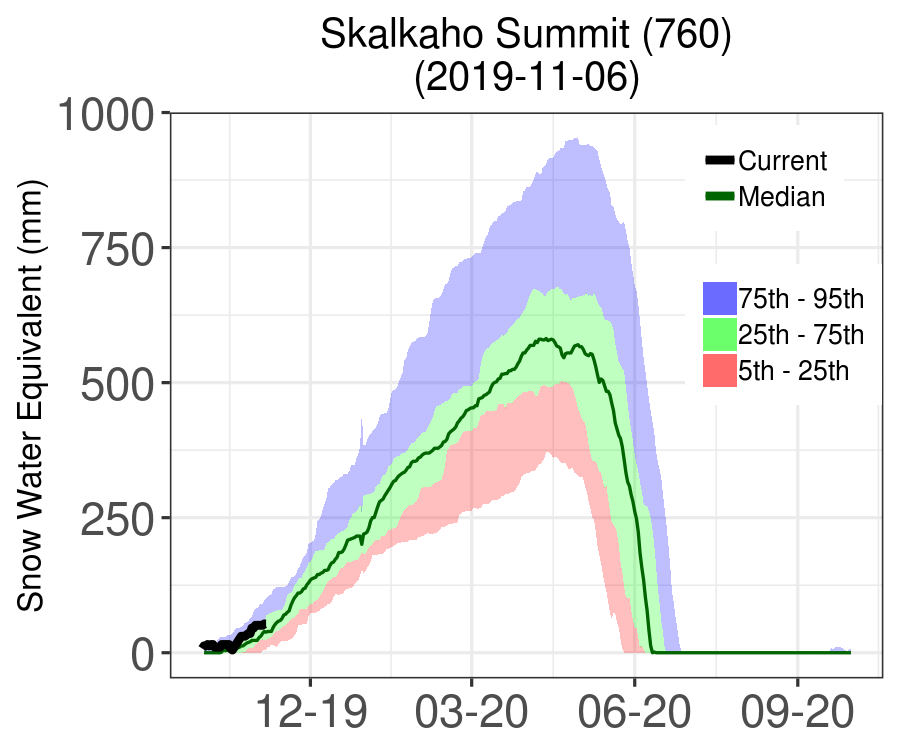 Skalkaho Summit (760)
(2019-11-06)
Snow Water Equivalent (mm)
1000
750
500
250
0
Current
Median
75th - 95th
25th - 75th
5th - 25th
12-19
03-20
06-20
09-20